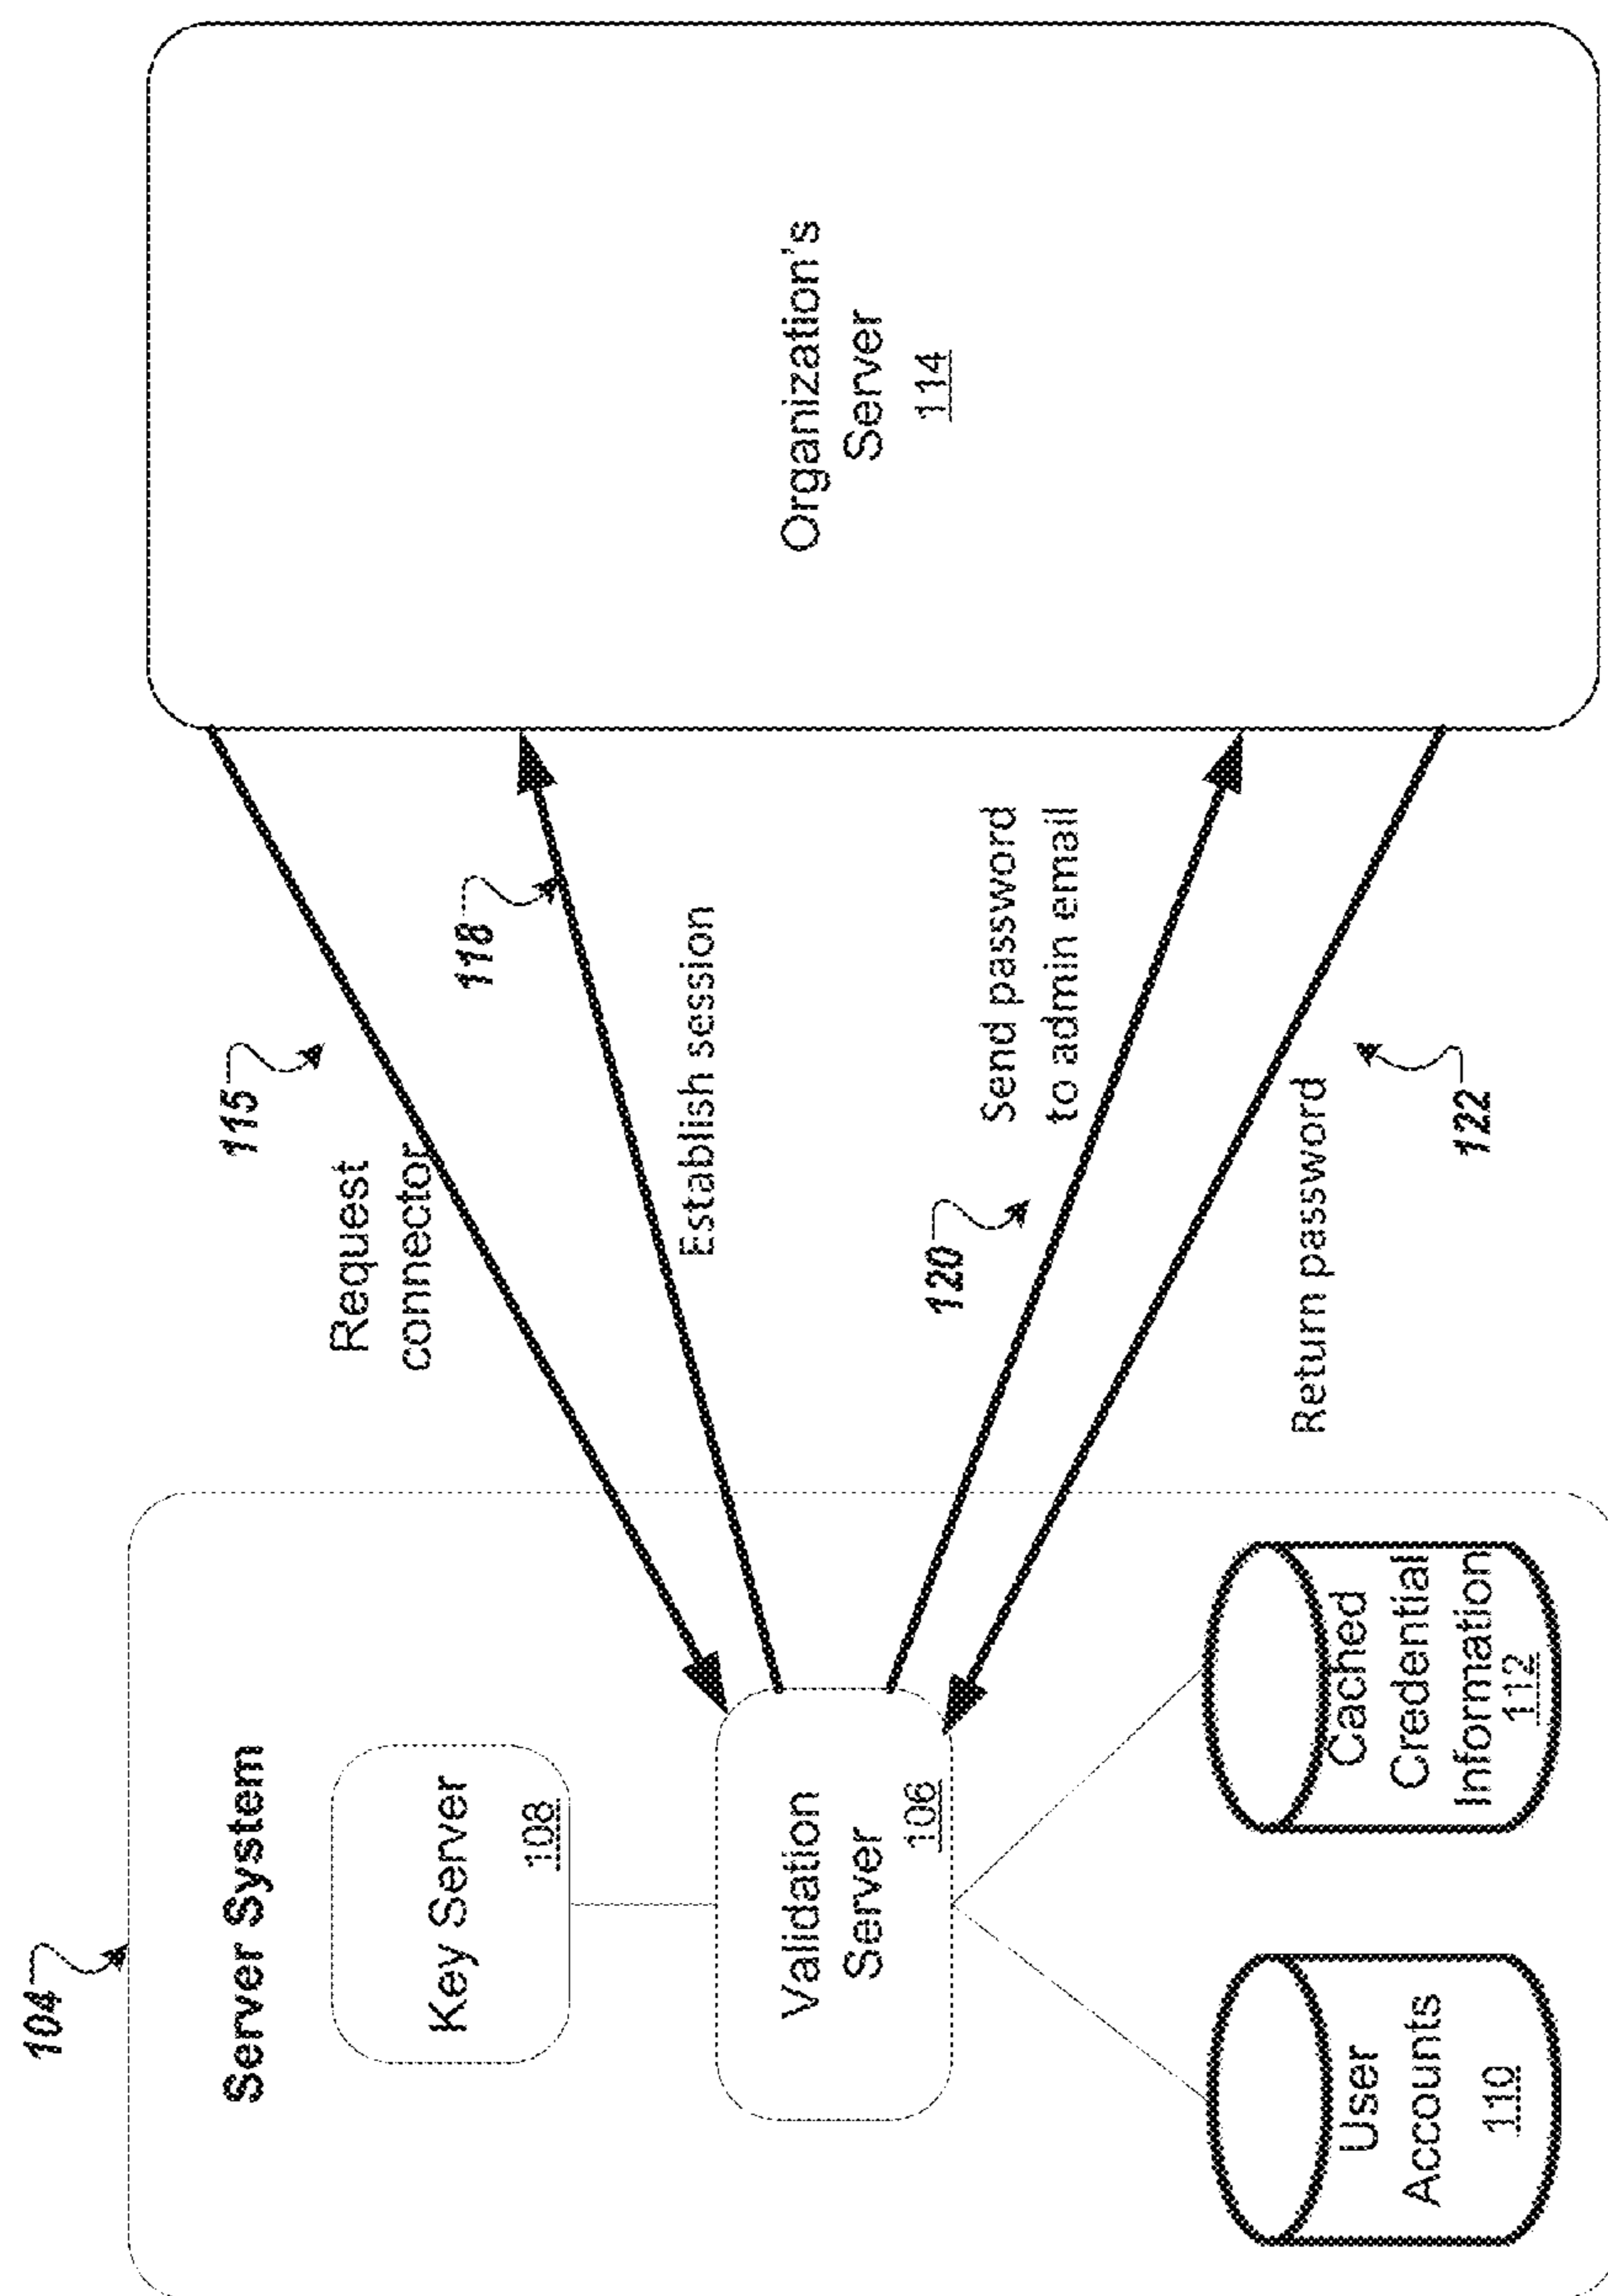 104
Server System
Key Server
108
Validation
Server
106
User
Accounts
110
Cached
Credential
Information
112
115
Request
connector
118
Establish session
120
Send password
to admin email
Return password
122
Organization's
Server
114